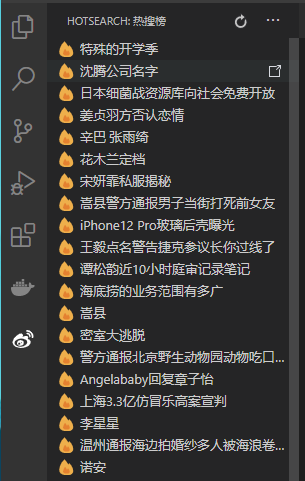 HOTSEARCH: 热搜榜
特殊的开学季
沈腾公司名字
日本细菌战资源库向社会免费开放
姜贞羽方否认恋情
辛巴 张雨绮
花木兰定档
宋妍霏私服揭秘
嵩县警方通报男子当街打死前女友
iPhone12 Pro玻璃后壳曝光
王毅点名警告捷克参议长你过线了
谭松韵近10小时庭审记录笔记
海底捞的业务范围有多广
嵩县
密室大逃脱
警方通报北京野生动物园动物吃口...
Angelababy回复章子怡
上海3.3亿仿冒乐高案宣判
李星星
温州通报海边拍婚纱多人被海浪卷...
诺安